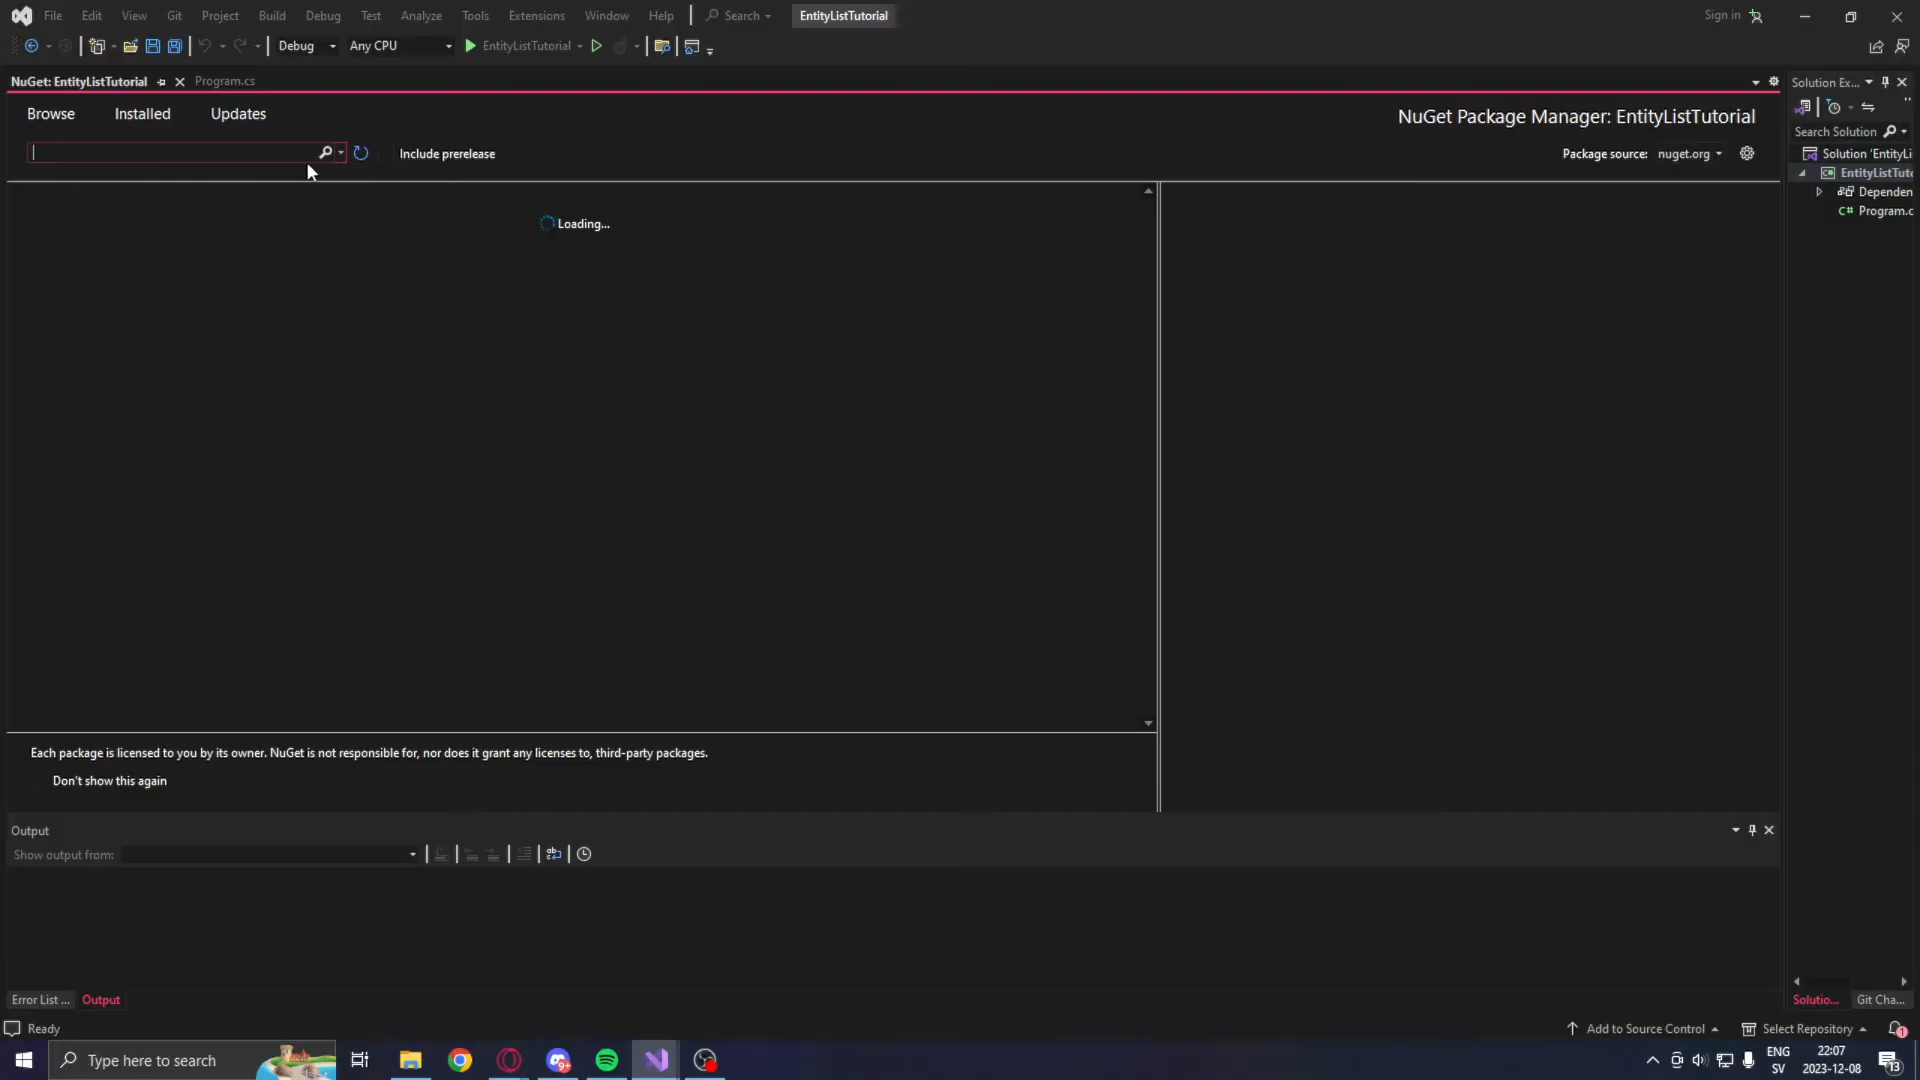 File Edit View Git Project Build Debug Test Analyze Tools Extensions Window Help Search EntityListTutorial Sign in
Debug Any CPU EntityListTutorial
NuGet: EntityListTutorial Program.cs
Solution Ex...
Browse Installed Updates
NuGet Package Manager: EntityListTutorial
Search Solution
Include prerelease
Package source: nuget.org
Solution 'EntityLi
C# EntityListTuto
Dependen
C# Program.c
Loading...
Each package is licensed to you by its owner. NuGet is not responsible for, nor does it grant any licenses to, third-party packages.
Don't show this again
Output
Show output from:
Error List ... Output
Solutio... Git Cha...
Ready
Add to Source Control Select Repository 1
Type here to search
9+
ENG
SV
22:07
2023-12-08
13